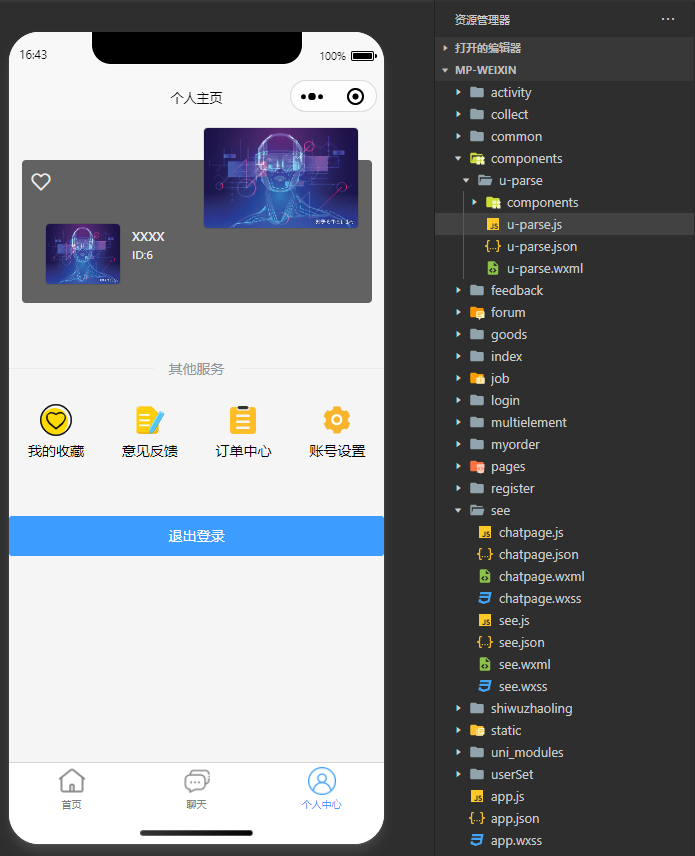 16:43
100%
个人主页
XXXX
ID:6
其他服务
我的收藏
意见反馈
订单中心
账号设置
退出登录
首页
聊天
个人中心
资源管理器
打开的编辑器
MP-WEIXIN
activity
collect
common
components
u-parse
components
u-parse.js
u-parse.json
u-parse.wxml
feedback
forum
goods
index
job
login
multielement
myorder
pages
register
see
chatpage.js
chatpage.json
chatpage.wxml
chatpage.wxss
see.js
see.json
see.wxml
see.wxss
shiwuzhaoling
static
uni_modules
userSet
app.js
app.json
app.wxss